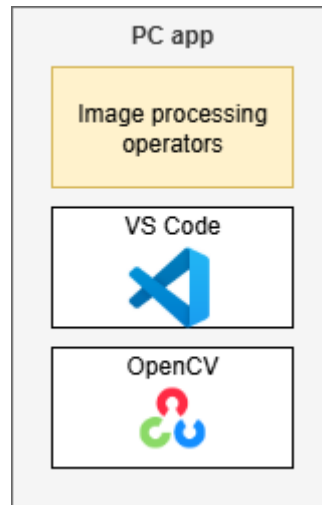 PC app
Image processing
operators
VS Code
OpenCV